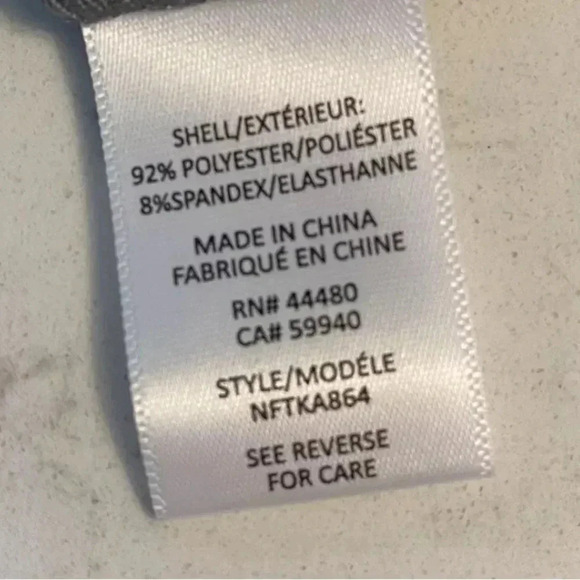 SHELL/EXTÉRIEUR:
92% POLYESTER/POLIÉSTER
8%SPANDEX/ELASTHANNE
MADE IN CHINA
FABRIQUÉ EN CHINE
RN# 44480
CA# 59940
STYLE/MODÉLE
NFTKA864
SEE REVERSE
FOR CARE